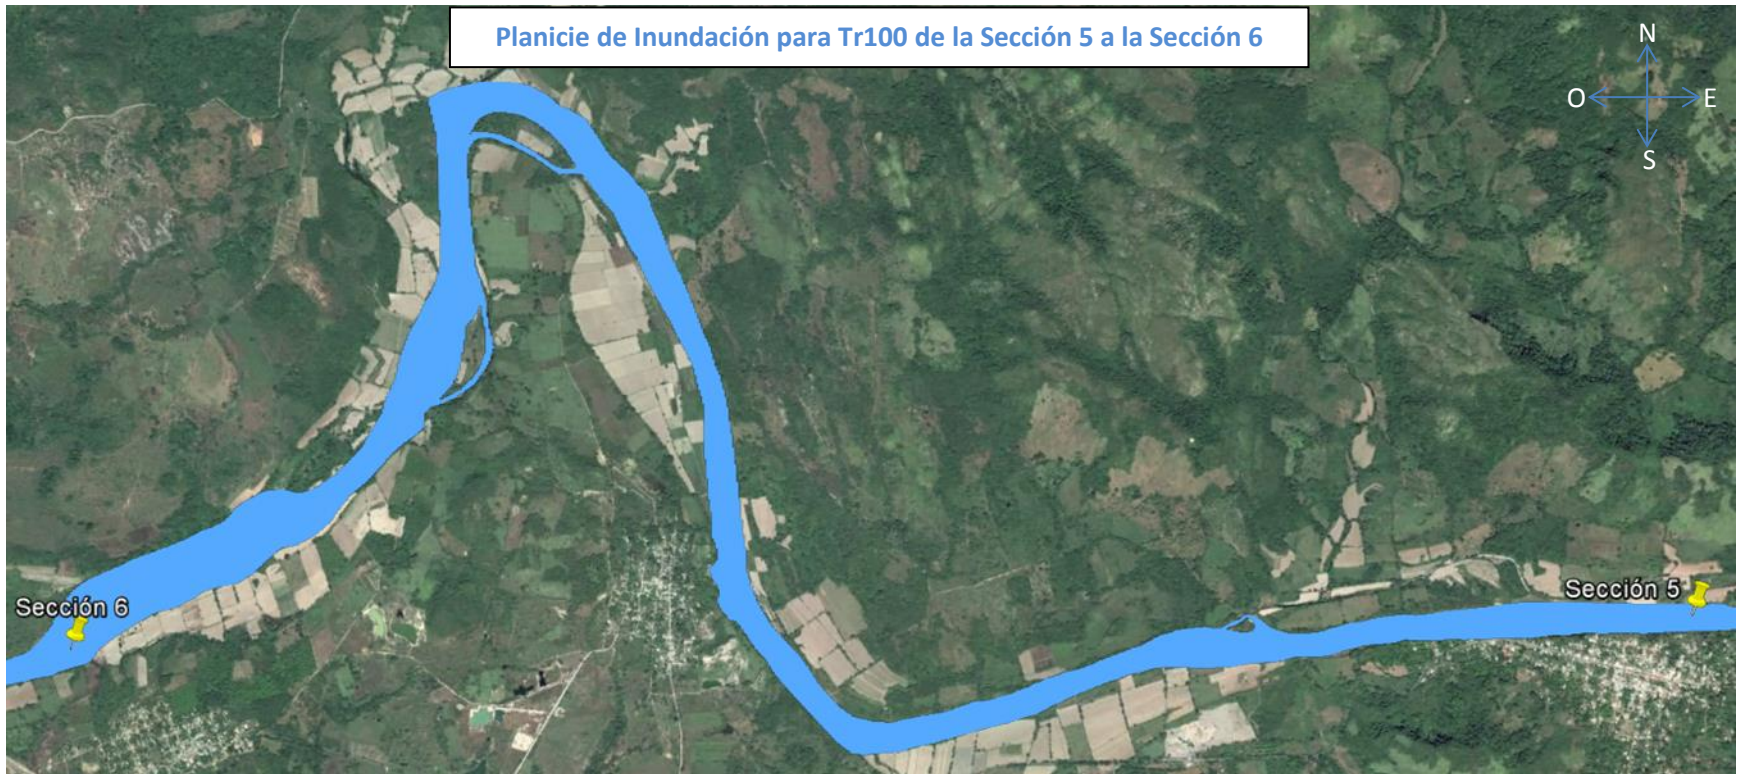 Planicie de Inundación para Tr100 de la Sección 5 a la Sección 6
N
O E
S
Sección 5
Sección 6